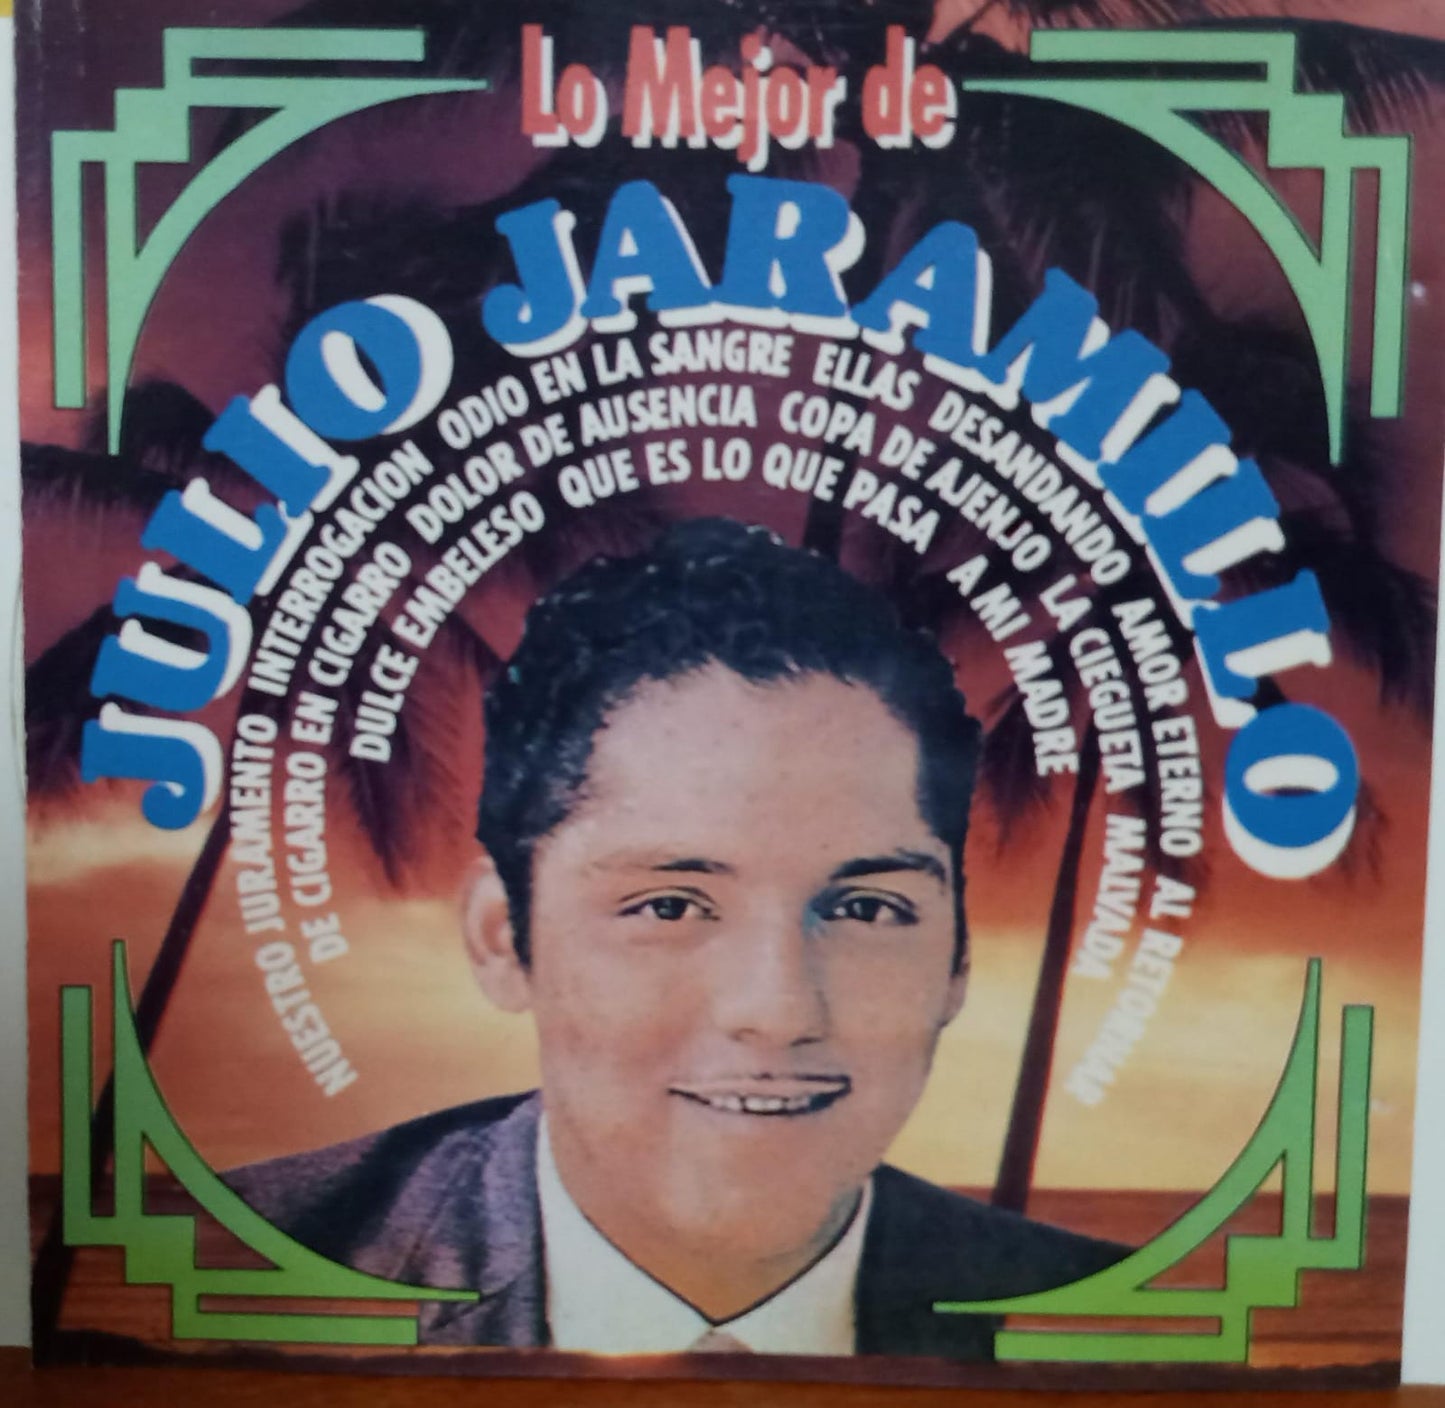 Lo Mejor de
JULIO JARAMILLO
NUESTRO JURAMENTO INTERROGACION ODIO EN LA SANGRE ELLAS DESANDANDO AMOR ETERNO AL RETORNAR
DE CIGARRO EN CIGARRO DOLOR DE AUSENCIA COPA DE AJENJO LA CIEGUETA MALVADA
DULCE EMBELESO QUE ES LO QUE PASA A MI MADRE